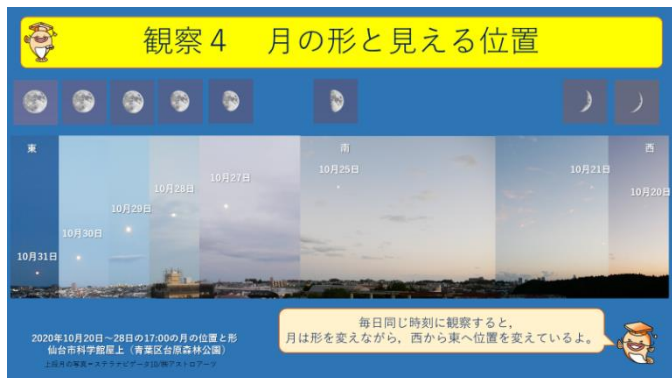 観察４　月の形と見える位置
東
南
西
10月31日
10月30日
10月29日
10月28日
10月27日
10月25日
10月21日
10月20日
2020年10月20日～28日の17:00の月の位置と形
仙台市科学館屋上（青葉区台原森林公園）
毎日同じ時刻に観察すると，
月は形を変えながら，西から東へ位置を変えているよ。